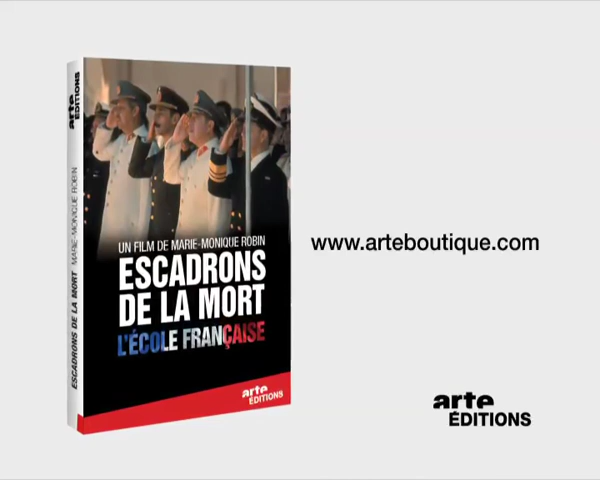 arte
ÉDITIONS
ESCADRONS DE LA MORT MARIE-MONIQUE ROBIN
UN FILM DE MARIE-MONIQUE ROBIN
ESCADRONS
DE LA MORT
L'ÉCOLE FRANÇAISE
arte
ÉDITIONS
www.arteboutique.com
arte
ÉDITIONS